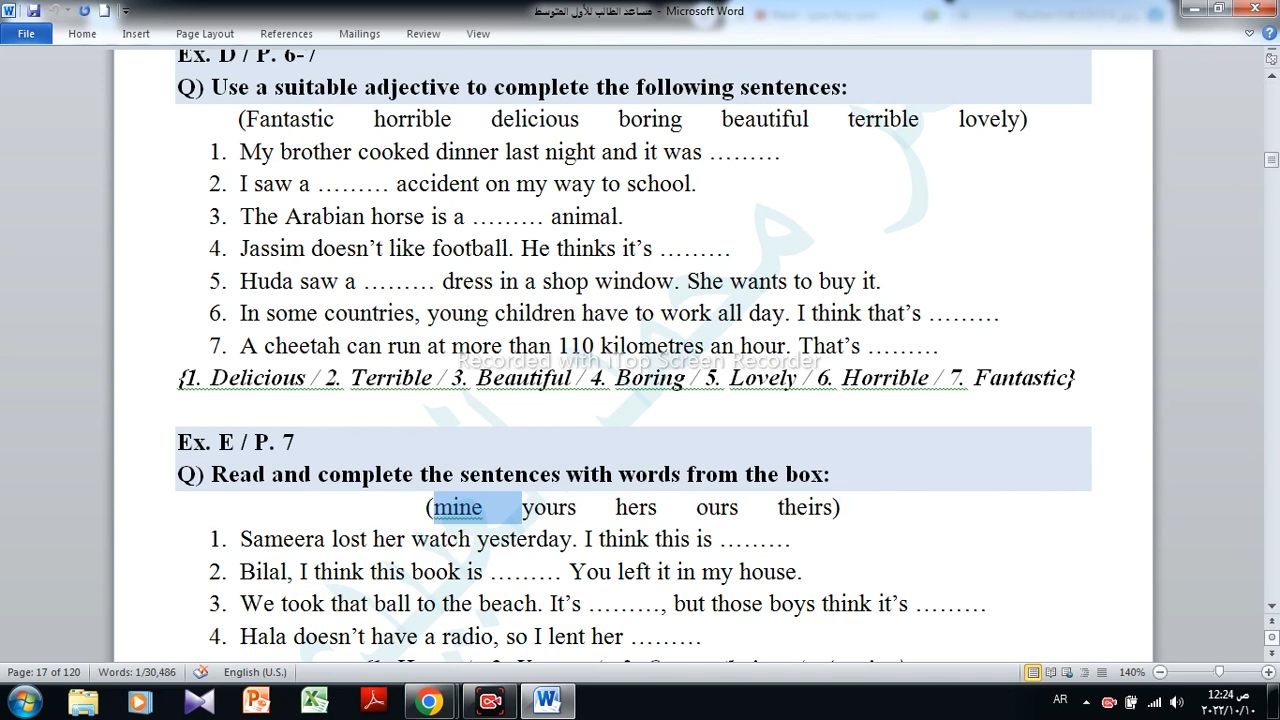 مساعد الطالب للأول المتوسط - Microsoft Word
File Home Insert Page Layout References Mailings Review View
Ex. D / P. 6-7
Q) Use a suitable adjective to complete the following sentences:
(Fantastic horrible delicious boring beautiful terrible lovely)
1. My brother cooked dinner last night and it was ………
2. I saw a ……… accident on my way to school.
3. The Arabian horse is a ……… animal.
4. Jassim doesn’t like football. He thinks it’s ………
5. Huda saw a ……… dress in a shop window. She wants to buy it.
6. In some countries, young children have to work all day. I think that’s ………
7. A cheetah can run at more than 110 kilometres an hour. That’s ………
Recorded with iTop Screen Recorder
{1. Delicious / 2. Terrible / 3. Beautiful / 4. Boring / 5. Lovely / 6. Horrible / 7. Fantastic}
Ex. E / P. 7
Q) Read and complete the sentences with words from the box:
(mine yours hers ours theirs)
1. Sameera lost her watch yesterday. I think this is ………
2. Bilal, I think this book is ……… You left it in my house.
3. We took that ball to the beach. It’s ………, but those boys think it’s ………
4. Hala doesn’t have a radio, so I lent her ………
Page: 17 of 120 Words: 1/30,486 English (U.S.) 140%
AR 12:24 ص
٢٠٢٢/١٠/١٠